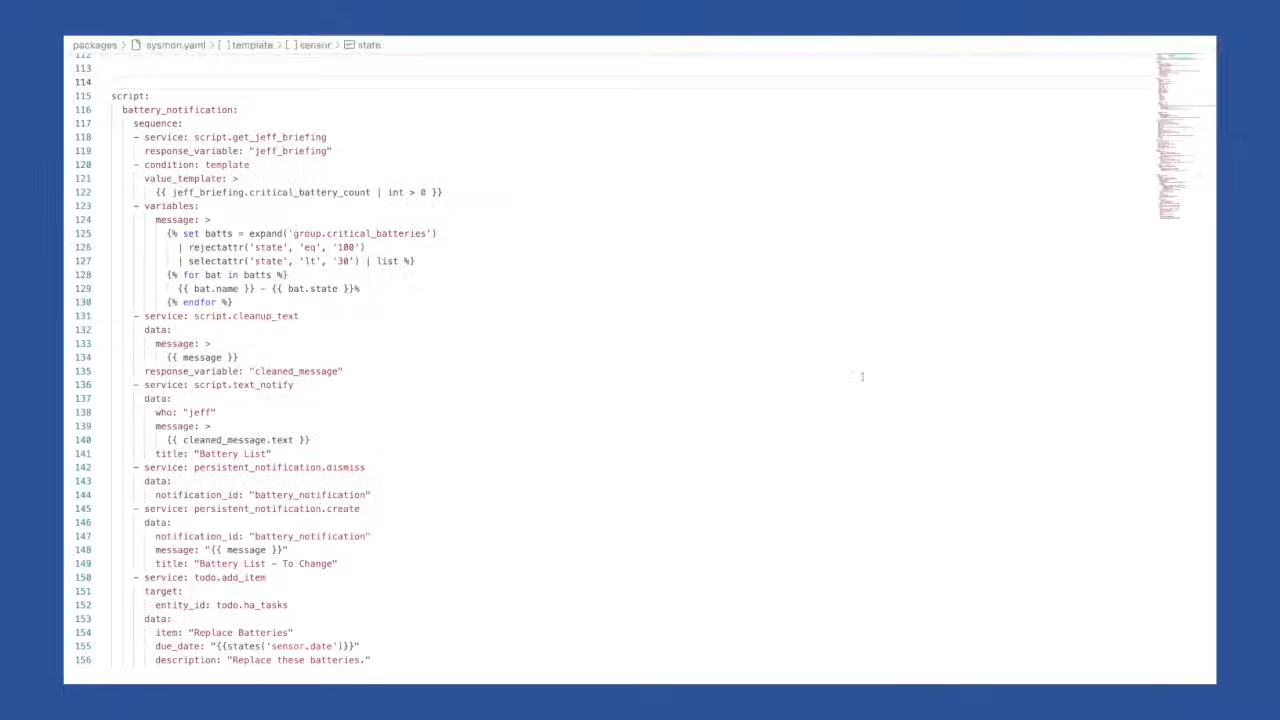 packages > sysmon.yaml > [ ] template > [ ] sensor > state
112
113
114
115 script:
116 battery_notification:
117 sequence:
118 - service: script.get_jeff_briefing
119 response_variable: "jeff_briefing"
120 - condition: template
121 value_template: >
122 {{ jeff_briefing.critical_battery_count | int > 0 }}
123 - variables:
124 message: >
125 {% set batts = expand('group.critical_batteries')
126 | rejectattr('state', 'eq', '100')
127 | selectattr('state', 'lt', '30') | list %}
128 {% for bat in batts %}
129 {{ bat.name }} - {{ bat.state }}%
130 {% endfor %}
131 - service: script.cleanup_text
132 data:
133 message: >
134 {{ message }}
135 response_variable: "cleaned_message"
136 - service: script.text_notify
137 data:
138 who: "jeff"
139 message: >
140 {{ cleaned_message.text }}
141 title: "Battery List"
142 - service: persistent_notification.dismiss
143 data:
144 notification_id: "battery_notification"
145 - service: persistent_notification.create
146 data:
147 notification_id: "battery_notification"
148 message: "{{ message }}"
149 title: "Battery List - To Change"
150 - service: todo.add_item
151 target:
152 entity_id: todo.ha_tasks
153 data:
154 item: "Replace Batteries"
155 due_date: "{{states('sensor.date')}}"
156 description: "Replace these batteries."